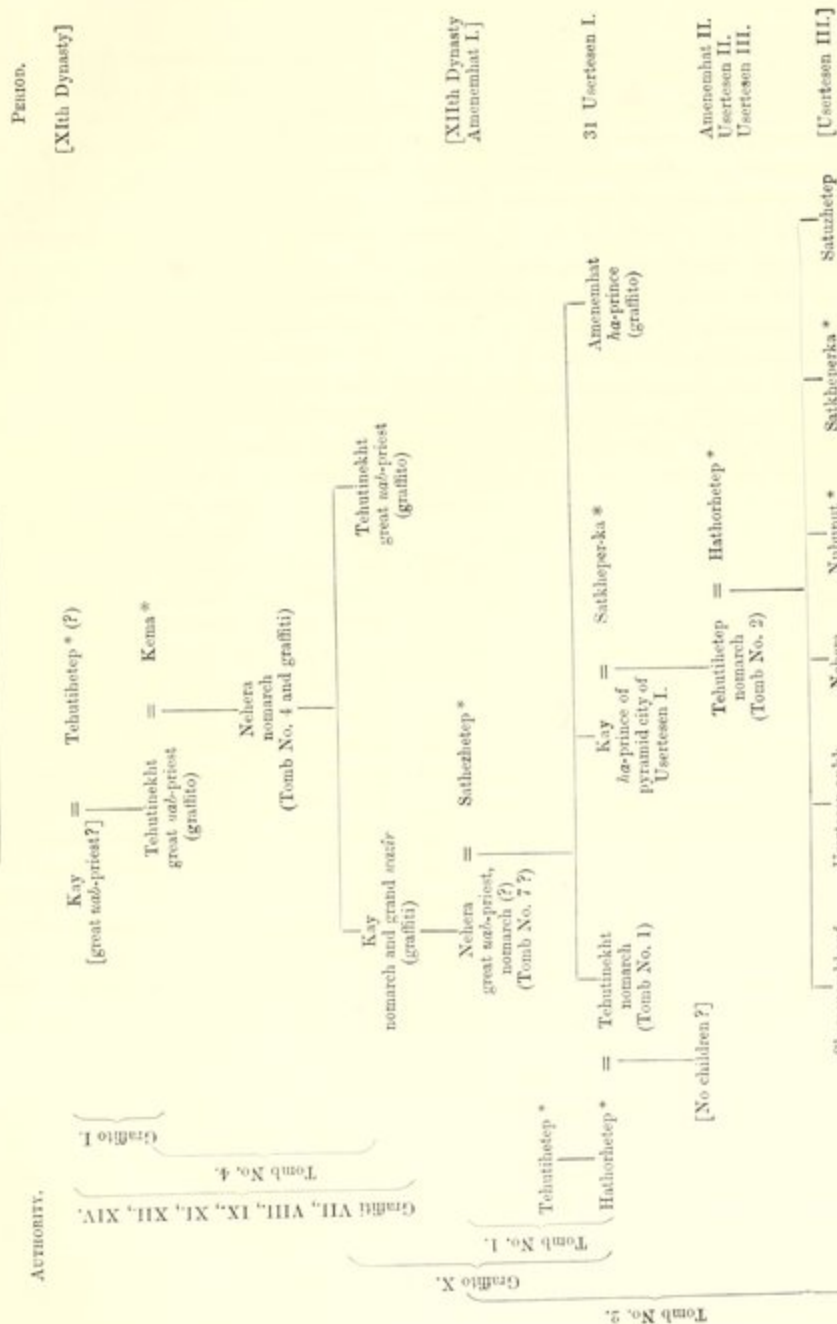 PERIOD.
[XIth Dynasty]
Kay
[great uab-priest?]
=
Tehutihetep * (?)
Tehutinekht
great uab-priest
(graffito)
=
Kema *
Nehera
nomarch
(Tomb No. 4 and graffiti)
Kay
nomarch and grand wazir
(graffiti)
Tehutinekht
great uab-priest
(graffito)
[XIIth Dynasty
Amenemhat I.]
Nehera
great uab-priest,
nomarch (?)
(Tomb No. 7 ?)
=
Sathezhetep *
31 Usertesen I.
Tehutihetep *
Hathorhetep *
=
Tehutinekht
nomarch
(Tomb No. 1)
Kay
ha-prince of
pyramid city of
Usertesen I.
=
Satkheper-ka *
Amenemhat
ha-prince
(graffito)
Amenemhat II.
Usertesen II.
Usertesen III.
[No children?]
Tehutihetep
nomarch
(Tomb No. 2)
=
Hathorhetep *
[Usertesen III.]
Nehera
Satkheperka *
Satuzhetep
AUTHORITY.
Graffito I.
Tomb No. 4.
Graffiti VII., VIII., IX., XI., XII., XIV.
Tomb No. 1.
Graffito X.
Tomb No. 2.